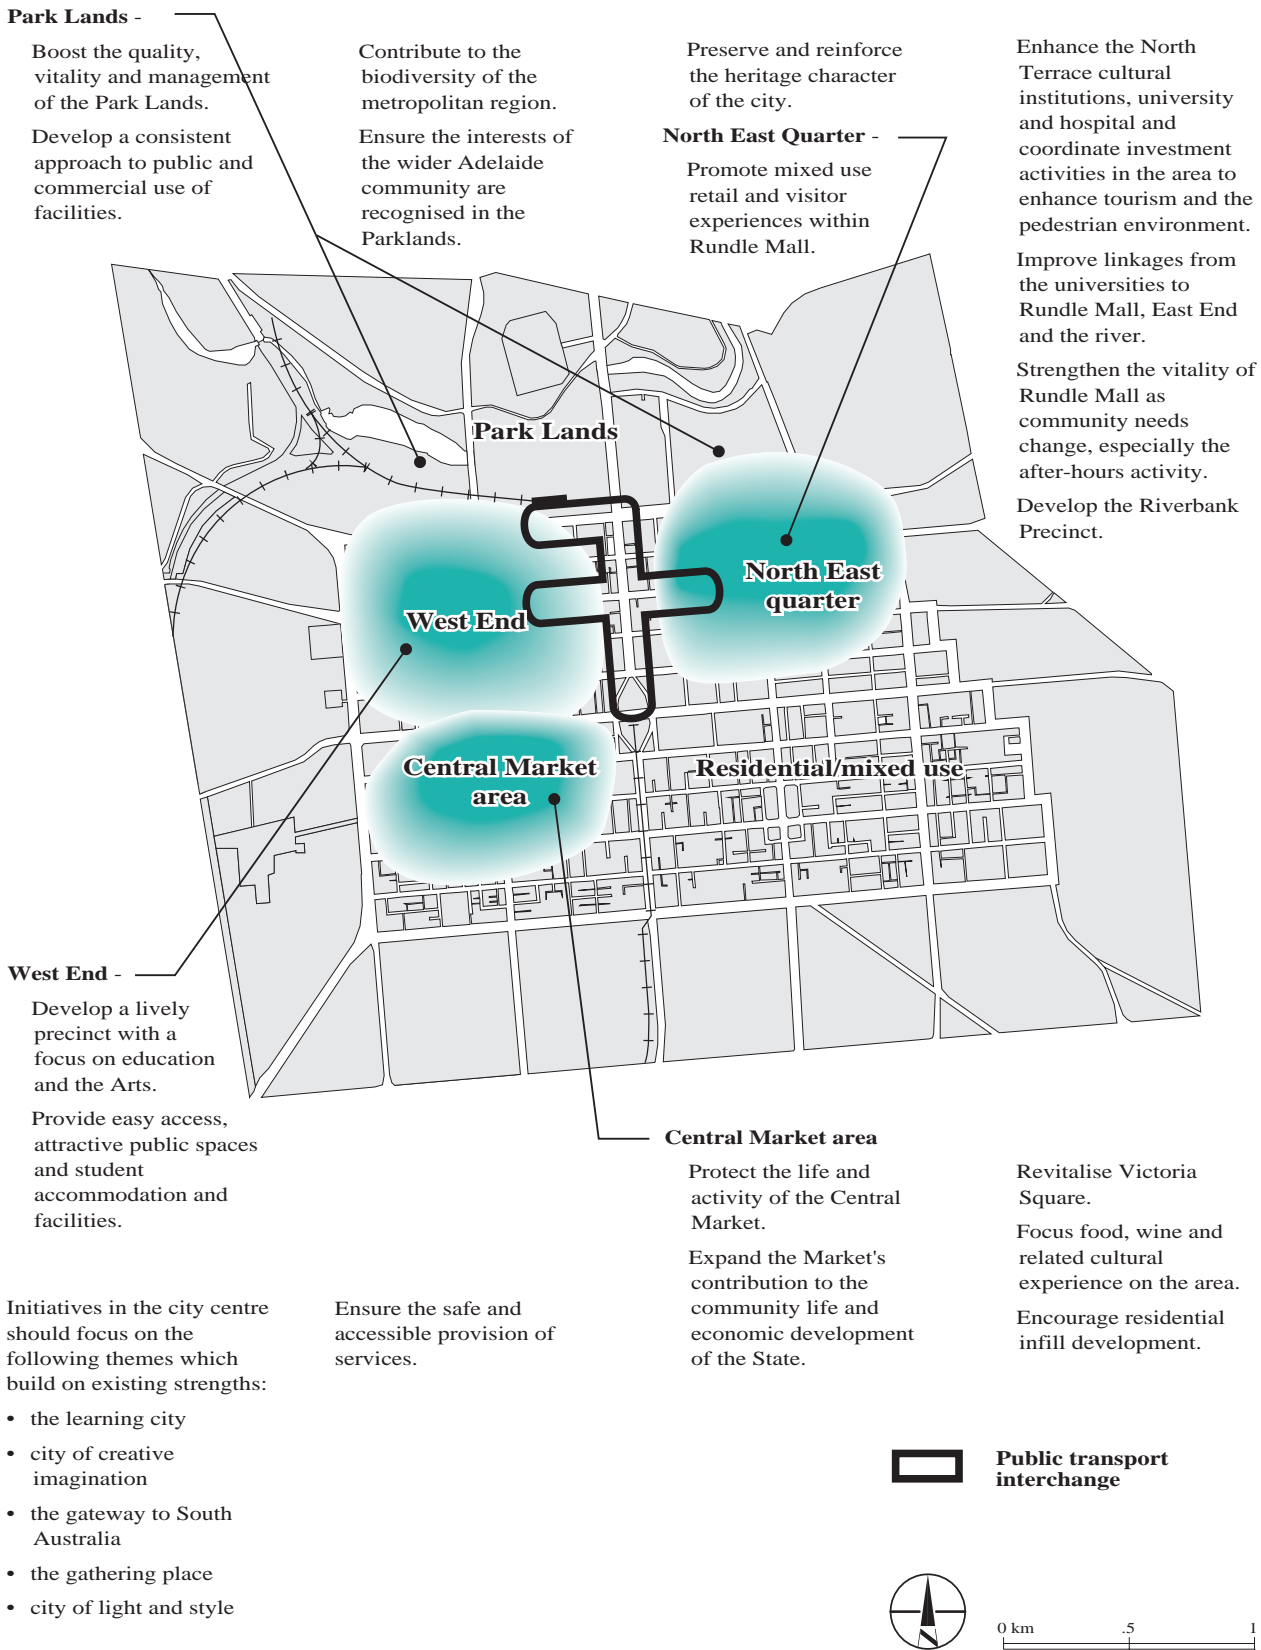 Park Lands -
Boost the quality,
vitality and management
of the Park Lands.
Develop a consistent
approach to public and
commercial use of
facilities.
Contribute to the
biodiversity of the
metropolitan region.
Ensure the interests of
the wider Adelaide
community are
recognised in the
Parklands.
Preserve and reinforce
the heritage character
of the city.
North East Quarter -
Promote mixed use
retail and visitor
experiences within
Rundle Mall.
Enhance the North
Terrace cultural
institutions, university
and hospital and
coordinate investment
activities in the area to
enhance tourism and the
pedestrian environment.
Improve linkages from
the universities to
Rundle Mall, East End
and the river.
Strengthen the vitality of
Rundle Mall as
community needs
change, especially the
after-hours activity.
Develop the Riverbank
Precinct.
Park Lands
North East
quarter
West End
Central Market
area
Residential/mixed use
West End -
Develop a lively
precinct with a
focus on education
and the Arts.
Provide easy access,
attractive public spaces
and student
accommodation and
facilities.
Central Market area
Protect the life and
activity of the Central
Market.
Expand the Market's
contribution to the
community life and
economic development
of the State.
Revitalise Victoria
Square.
Focus food, wine and
related cultural
experience on the area.
Encourage residential
infill development.
Initiatives in the city centre
should focus on the
following themes which
build on existing strengths:
• the learning city
• city of creative
imagination
• the gateway to South
Australia
• the gathering place
• city of light and style
Ensure the safe and
accessible provision of
services.
Public transport
interchange
0 km .5 1